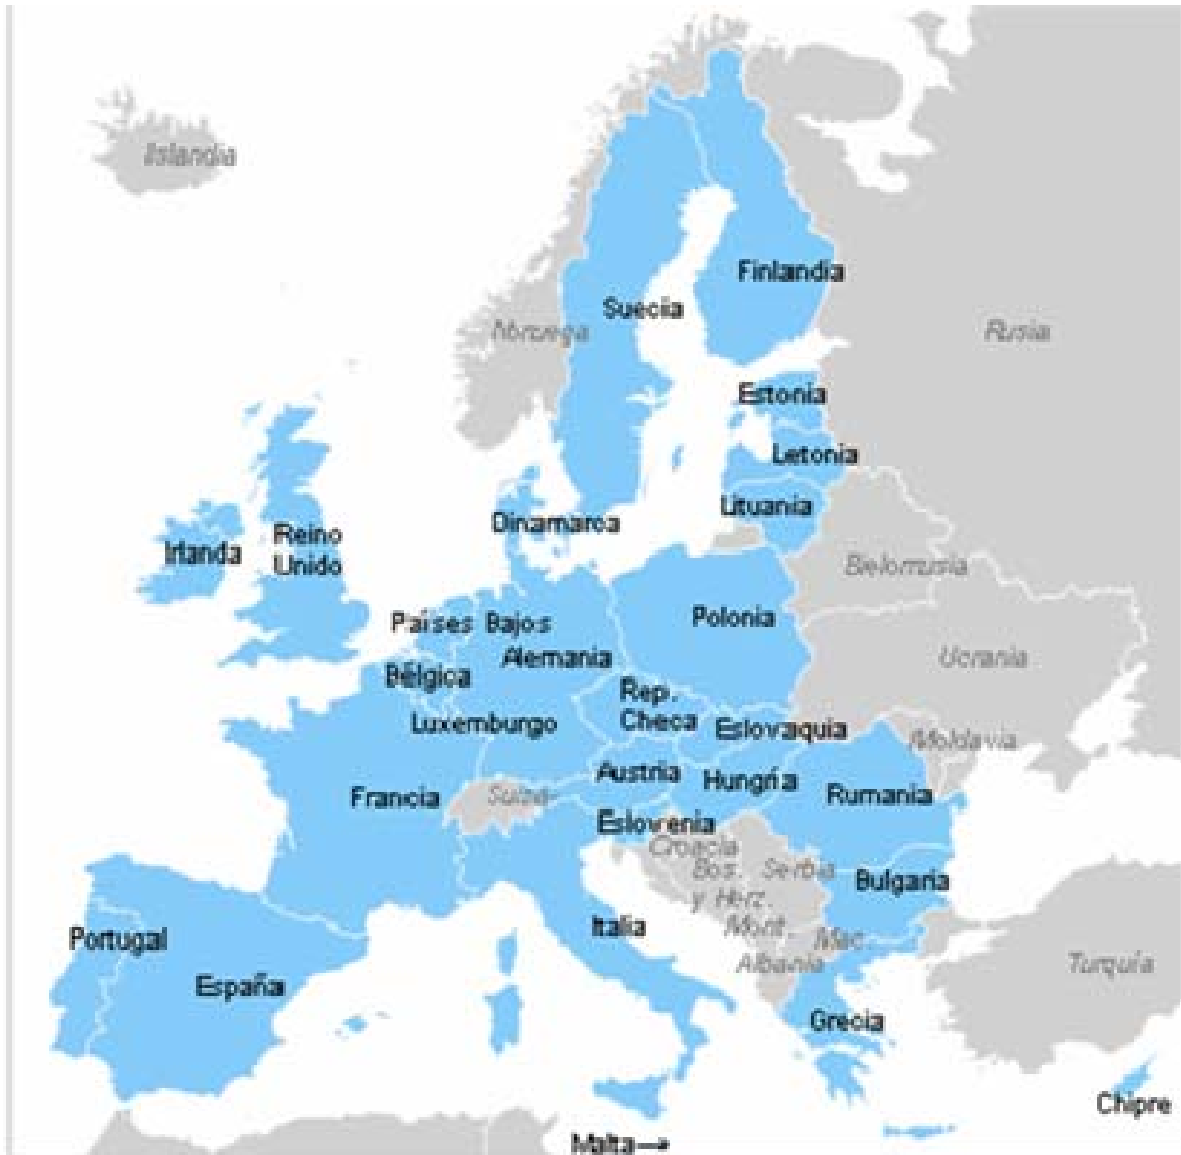 Islandia
Finlandia
Suecia
Noruega
Rusia
Estonia
Letonia
Lituania
Dinamarca
Irlanda
Reino
Unido
Bielorrusia
Polonia
Países Bajos
Alemania
Ucrania
Bélgica
Rep.
Checa
Luxemburgo
Eslovaquia
Moldavia
Austria
Hungría
Francia
Suiza
Rumania
Eslovenia
Croacia
Bos.
y Herz.
Serbia
Bulgaria
Italia
Mont.
Mac.
Albania
Portugal
España
Turquía
Grecia
Chipre
Malta